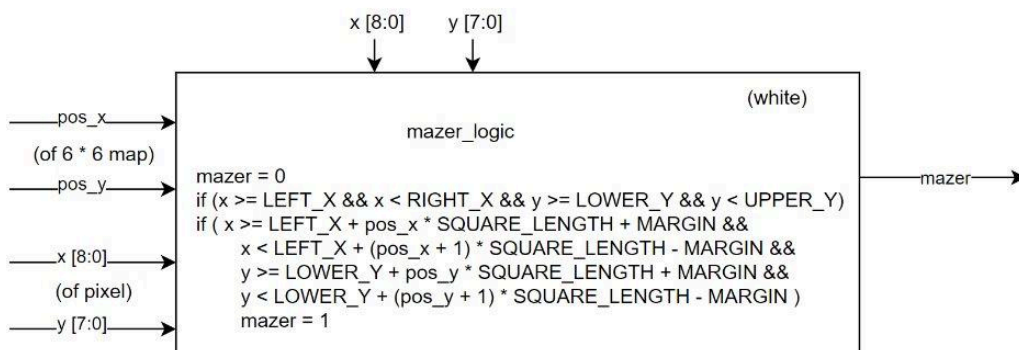 x [8:0] y [7:0]
(white)
pos_x
mazer_logic
(of 6 * 6 map)
pos_y
mazer
mazer = 0
if (x >= LEFT_X && x < RIGHT_X && y >= LOWER_Y && y < UPPER_Y)
if ( x >= LEFT_X + pos_x * SQUARE_LENGTH + MARGIN &&
x < LEFT_X + (pos_x + 1) * SQUARE_LENGTH - MARGIN &&
y >= LOWER_Y + pos_y * SQUARE_LENGTH + MARGIN &&
y < LOWER_Y + (pos_y + 1) * SQUARE_LENGTH - MARGIN )
mazer = 1
x [8:0]
(of pixel)
y [7:0]